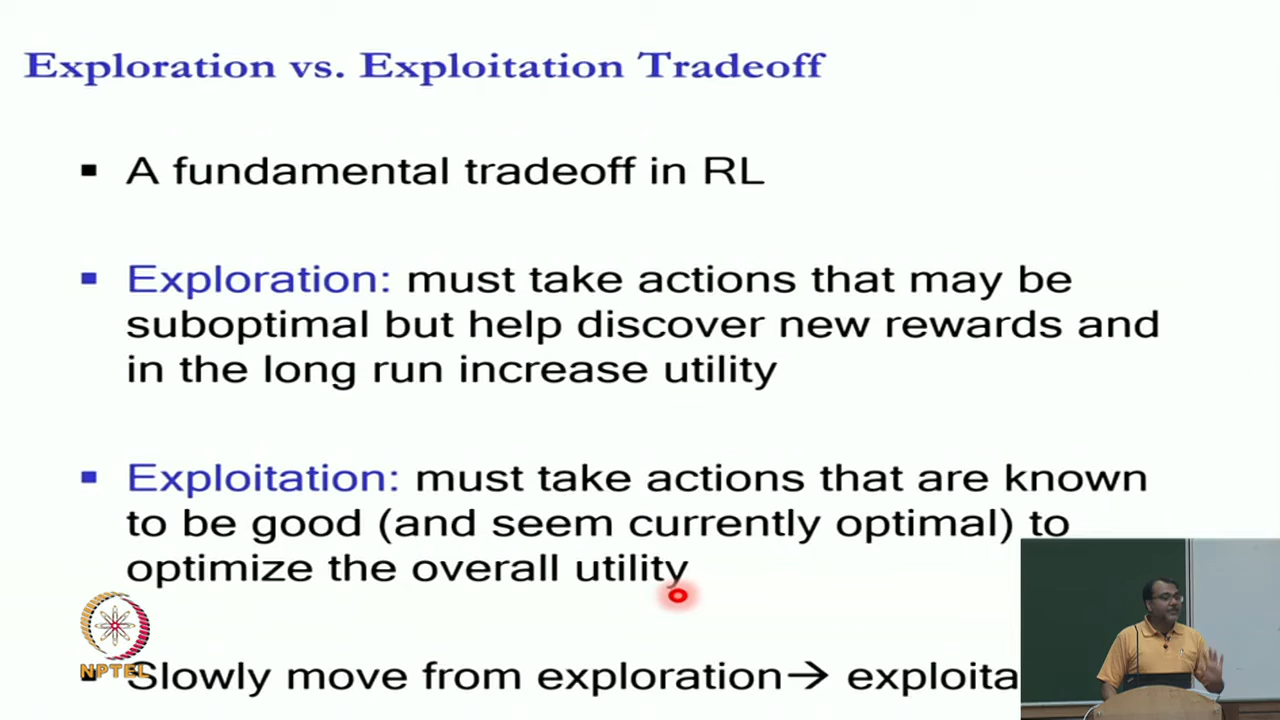 Exploration vs. Exploitation Tradeoff
▪ A fundamental tradeoff in RL
▪ Exploration: must take actions that may be
suboptimal but help discover new rewards and
in the long run increase utility
▪ Exploitation: must take actions that are known
to be good (and seem currently optimal) to
optimize the overall utility
NPTEL
▪ Slowly move from exploration→ exploita